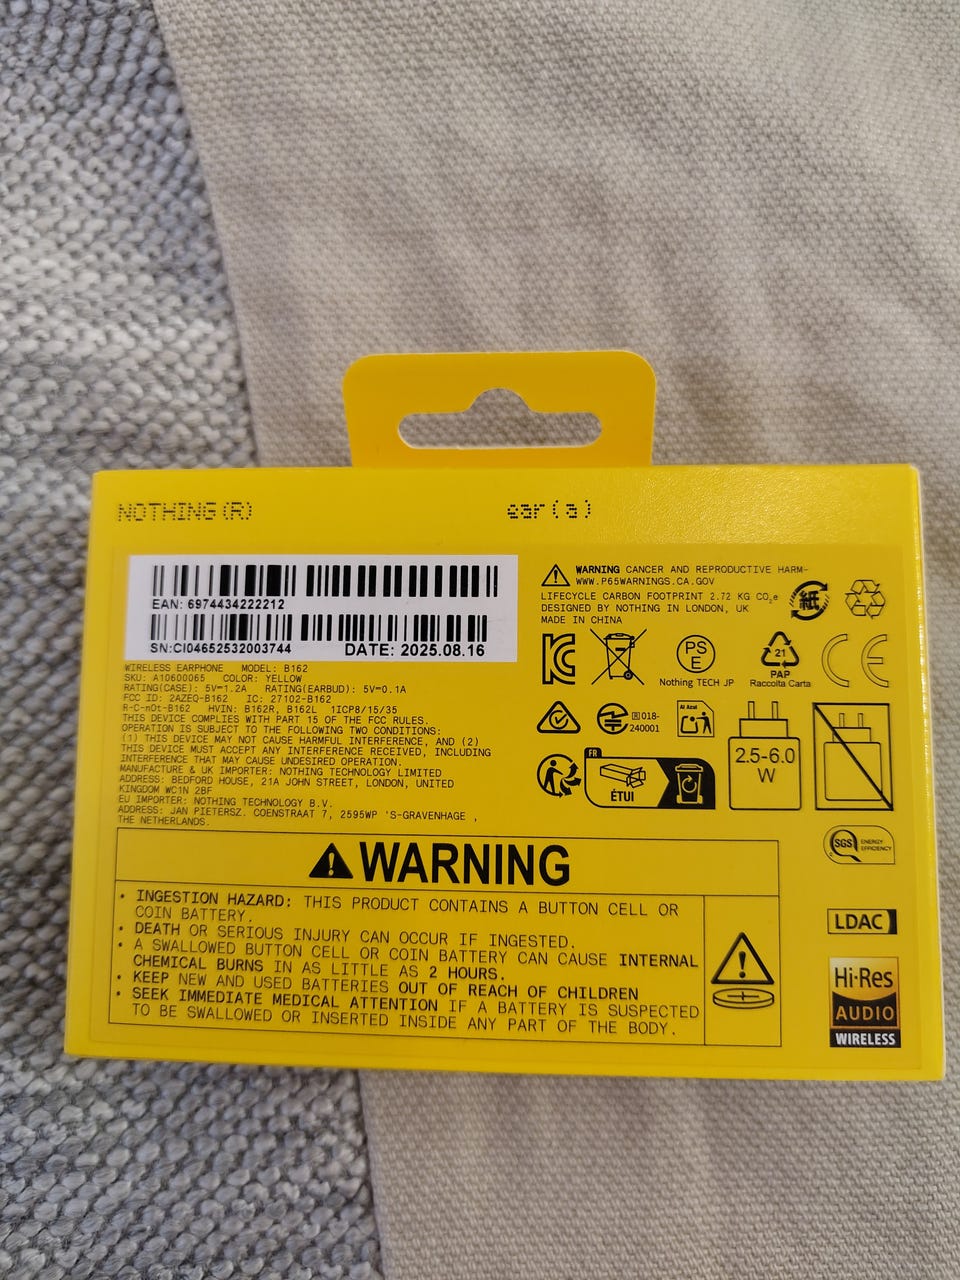 NOTHING (R)
ear (a)
EAN: 6974434222212
SN:CI04652532003744 DATE: 2025.08.16
WIRELESS EARPHONE MODEL: B162
SKU: A10600065 COLOR: YELLOW
RATING(CASE): 5V⎓1.2A RATING(EARBUD): 5V⎓0.1A
FCC ID: 2AZEQ-B162 IC: 27102-B162
R-C-nOt-B162 HVIN: B162R, B162L 1ICP8/15/35
THIS DEVICE COMPLIES WITH PART 15 OF THE FCC RULES.
OPERATION IS SUBJECT TO THE FOLLOWING TWO CONDITIONS:
(1) THIS DEVICE MAY NOT CAUSE HARMFUL INTERFERENCE, AND (2)
THIS DEVICE MUST ACCEPT ANY INTERFERENCE RECEIVED, INCLUDING
INTERFERENCE THAT MAY CAUSE UNDESIRED OPERATION.
MANUFACTURE & UK IMPORTER: NOTHING TECHNOLOGY LIMITED
ADDRESS: BEDFORD HOUSE, 21A JOHN STREET, LONDON, UNITED
KINGDOM WC1N 2BF
EU IMPORTER: NOTHING TECHNOLOGY B.V.
ADDRESS: JAN PIETERSZ. COENSTRAAT 7, 2595WP 'S-GRAVENHAGE ,
THE NETHERLANDS.
WARNING CANCER AND REPRODUCTIVE HARM-
WWW.P65WARNINGS.CA.GOV
LIFECYCLE CARBON FOOTPRINT 2.72 KG CO₂e
DESIGNED BY NOTHING IN LONDON, UK
MADE IN CHINA
紙
PS
E
Nothing TECH JP
21
PAP
Raccolta Carta
CE
R 018-
240001
Al Azul
2.5-6.0
W
FR
ÉTUI
SGS ENERGY
EFFICIENCY
WARNING
• INGESTION HAZARD: THIS PRODUCT CONTAINS A BUTTON CELL OR
COIN BATTERY.
• DEATH OR SERIOUS INJURY CAN OCCUR IF INGESTED.
• A SWALLOWED BUTTON CELL OR COIN BATTERY CAN CAUSE INTERNAL
CHEMICAL BURNS IN AS LITTLE AS 2 HOURS.
• KEEP NEW AND USED BATTERIES OUT OF REACH OF CHILDREN
• SEEK IMMEDIATE MEDICAL ATTENTION IF A BATTERY IS SUSPECTED
TO BE SWALLOWED OR INSERTED INSIDE ANY PART OF THE BODY.
LDAC
Hi-Res
AUDIO
WIRELESS